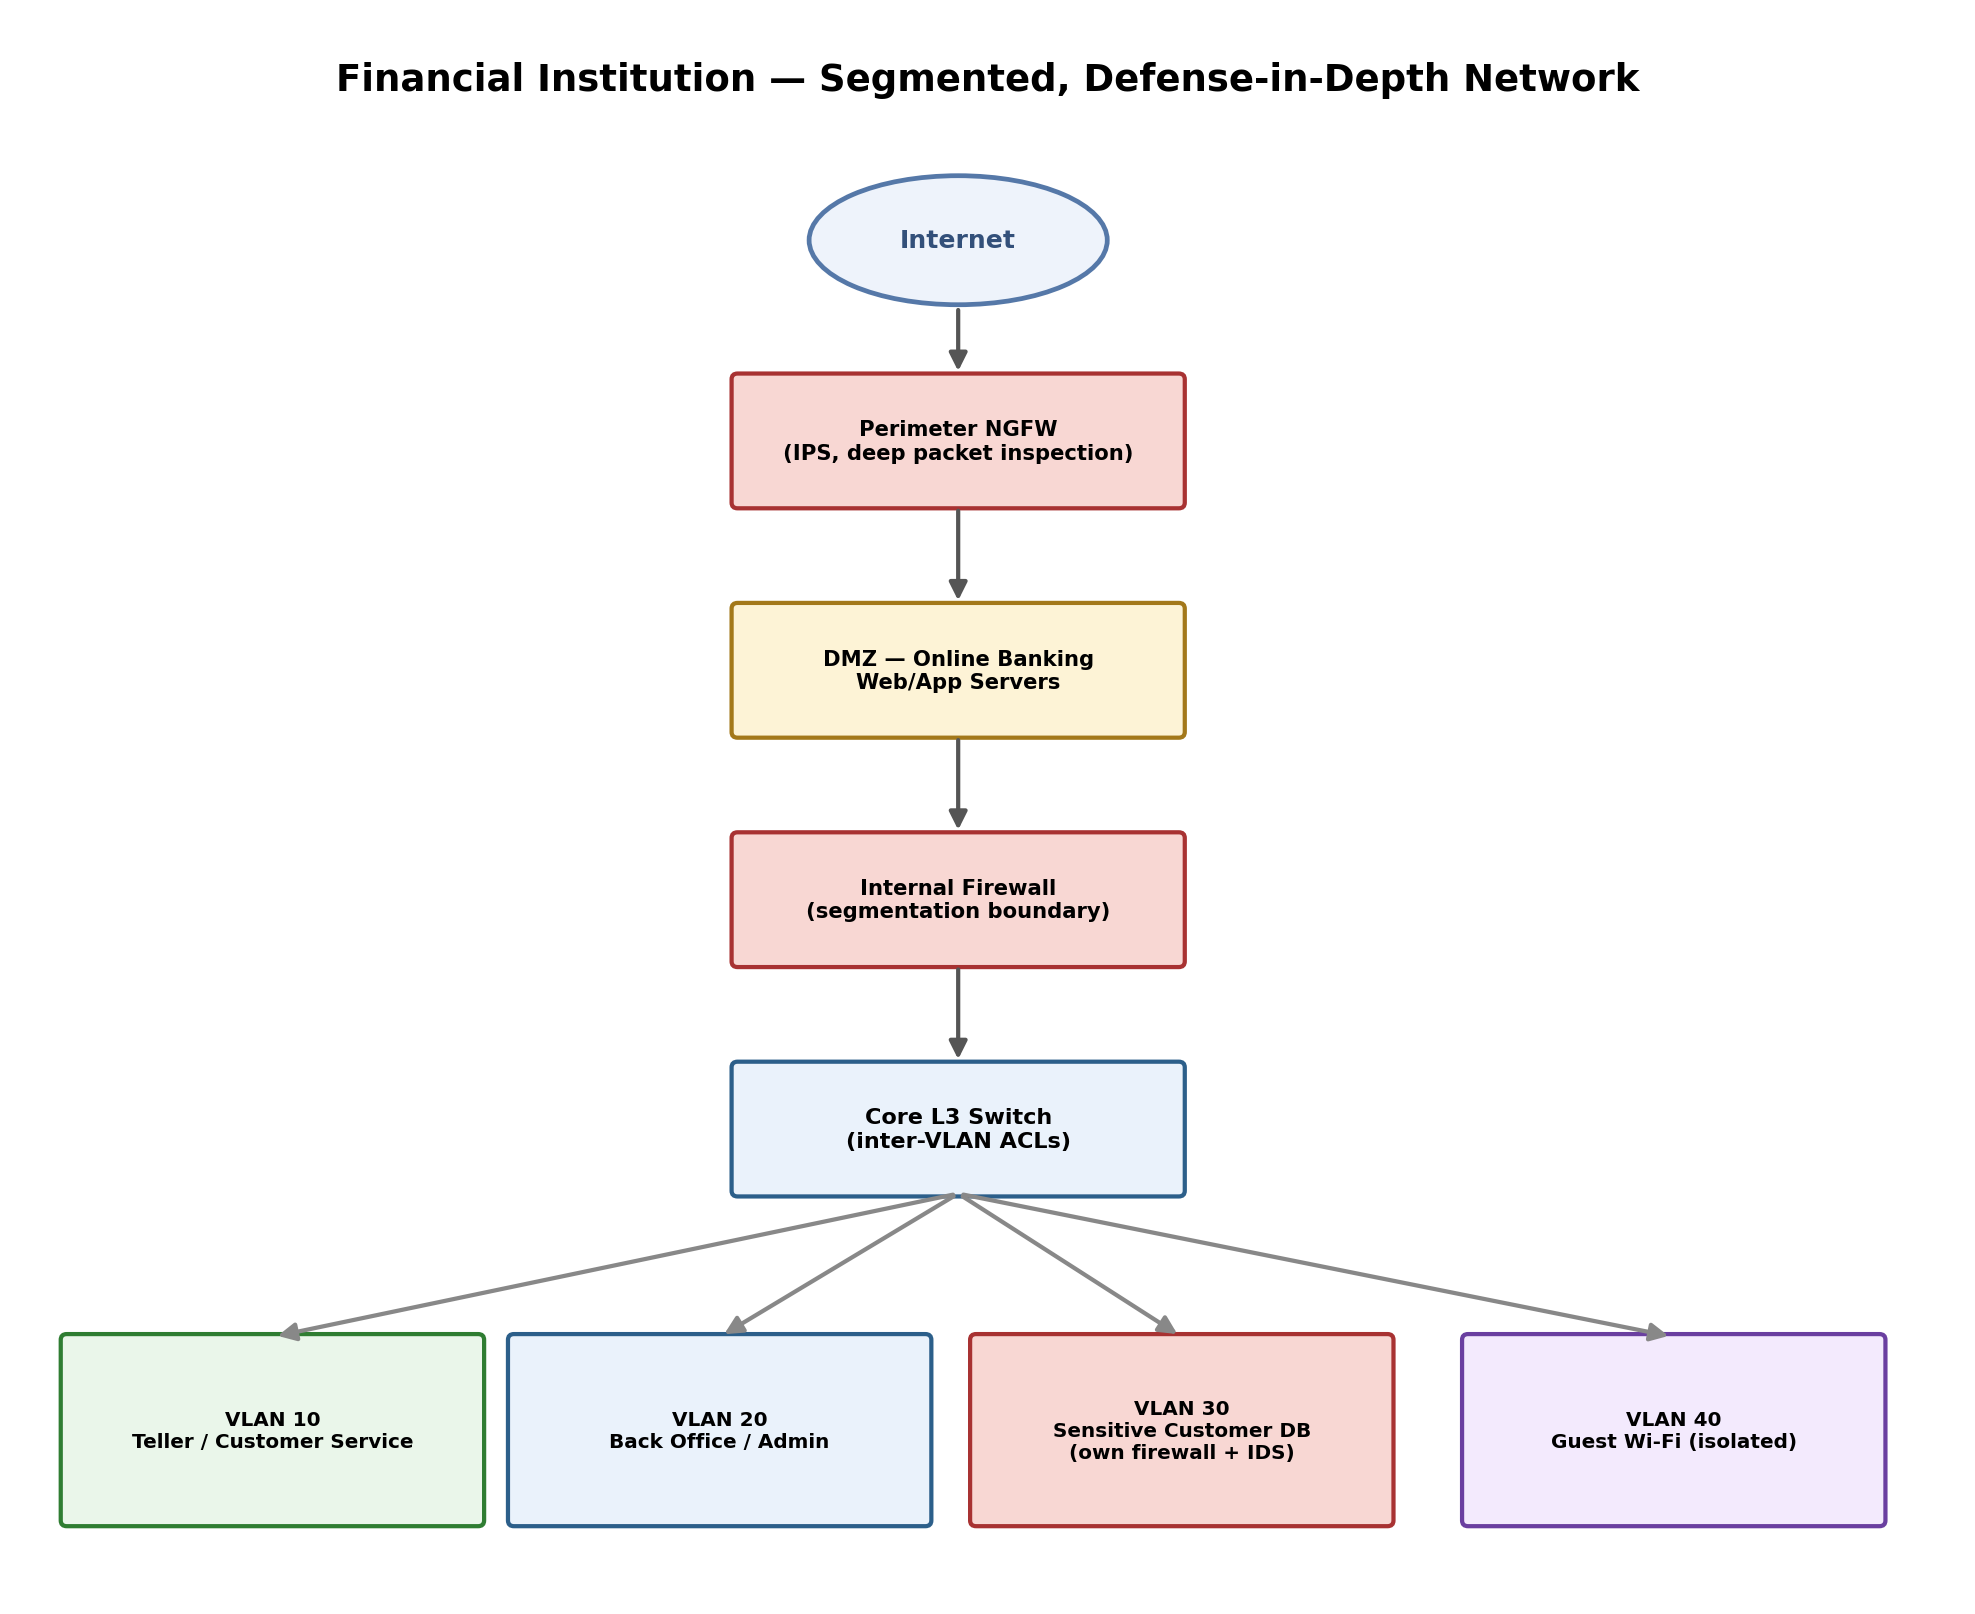 Financial Institution — Segmented, Defense-in-Depth Network
Internet
Perimeter NGFW
(IPS, deep packet inspection)
DMZ — Online Banking
Web/App Servers
Internal Firewall
(segmentation boundary)
Core L3 Switch
(inter-VLAN ACLs)
VLAN 10
Teller / Customer Service
VLAN 20
Back Office / Admin
VLAN 30
Sensitive Customer DB
(own firewall + IDS)
VLAN 40
Guest Wi-Fi (isolated)